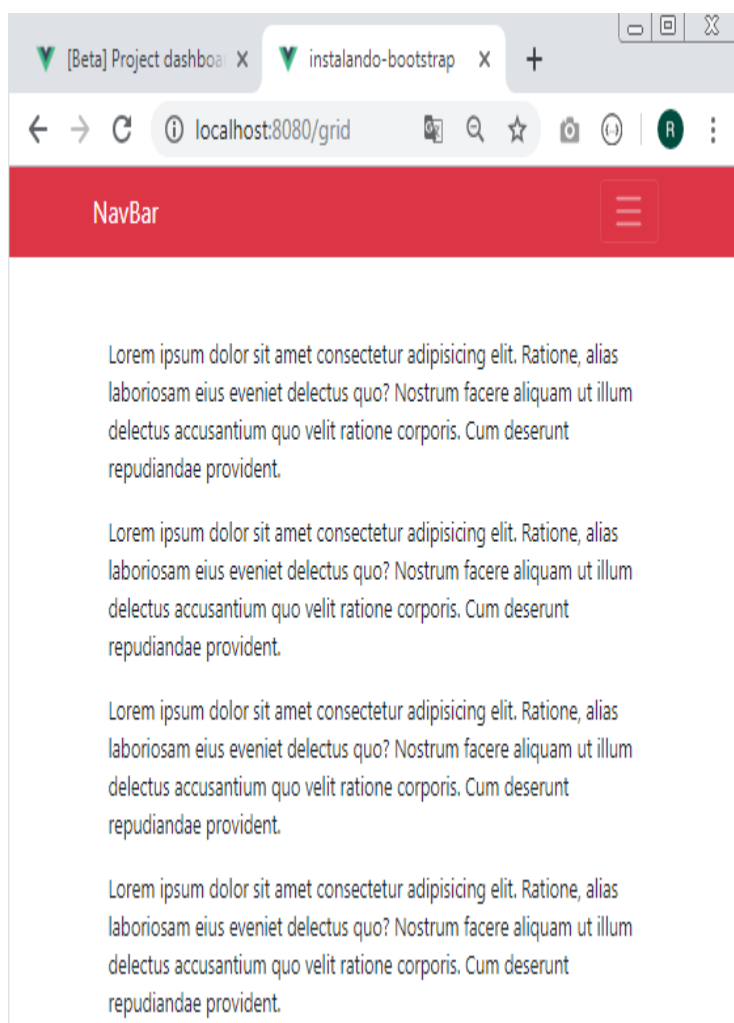 [Beta] Project dashboa
instalando-bootstrap
localhost:8080/grid
R
NavBar
Lorem ipsum dolor sit amet consectetur adipisicing elit. Ratione, alias
laboriosam eius eveniet delectus quo? Nostrum facere aliquam ut illum
delectus accusantium quo velit ratione corporis. Cum deserunt
repudiandae provident.
Lorem ipsum dolor sit amet consectetur adipisicing elit. Ratione, alias
laboriosam eius eveniet delectus quo? Nostrum facere aliquam ut illum
delectus accusantium quo velit ratione corporis. Cum deserunt
repudiandae provident.
Lorem ipsum dolor sit amet consectetur adipisicing elit. Ratione, alias
laboriosam eius eveniet delectus quo? Nostrum facere aliquam ut illum
delectus accusantium quo velit ratione corporis. Cum deserunt
repudiandae provident.
Lorem ipsum dolor sit amet consectetur adipisicing elit. Ratione, alias
laboriosam eius eveniet delectus quo? Nostrum facere aliquam ut illum
delectus accusantium quo velit ratione corporis. Cum deserunt
repudiandae provident.